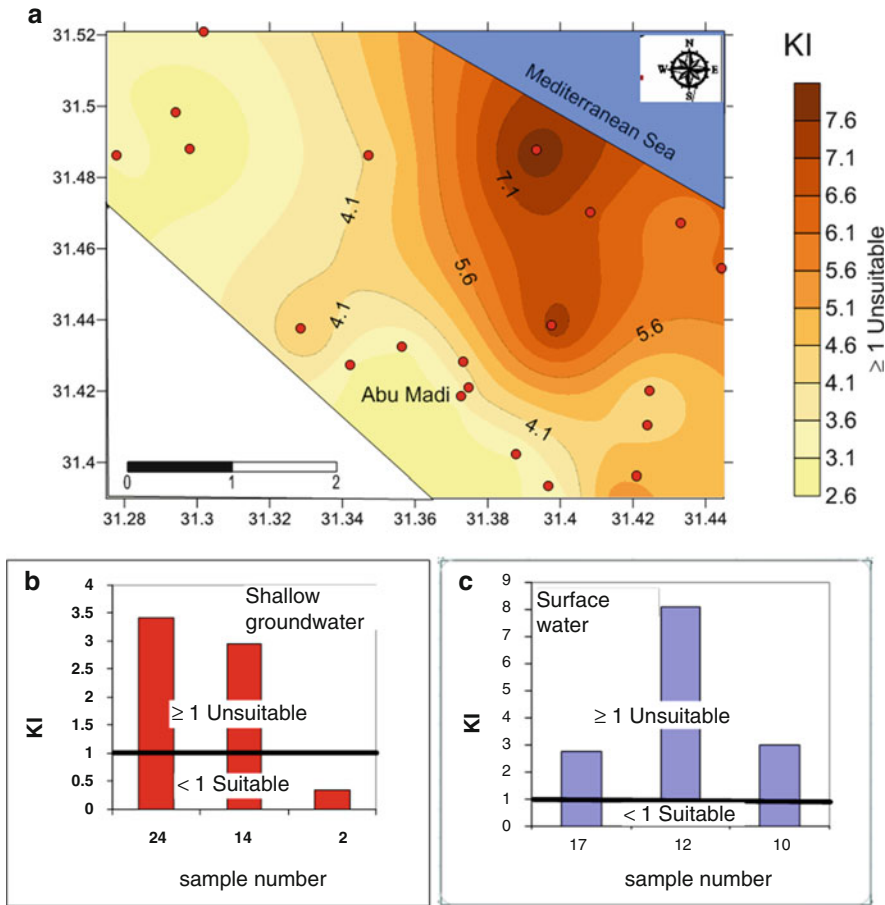 a
31.52
31.5
31.48
31.46
31.44
31.42
31.4
31.28 31.3 31.32 31.34 31.36 31.38 31.4 31.42 31.44
Mediterranean Sea
N
W E
S
7.1
4.1
5.6
4.1
5.6
Abu Madi
4.1
0 1 2
KI
7.6
7.1
6.6
6.1
5.6
5.1
4.6
4.1
3.6
3.1
2.6
≥ 1 Unsuitable
b
Shallow
groundwater
4
3.5
3
2.5
2
1.5
1
0.5
0
KI
≥ 1 Unsuitable
< 1 Suitable
24 14 2
sample number
c
Surface
water
9
8
7
6
5
4
3
2
1
0
KI
≥ 1 Unsuitable
< 1 Suitable
17 12 10
sample number